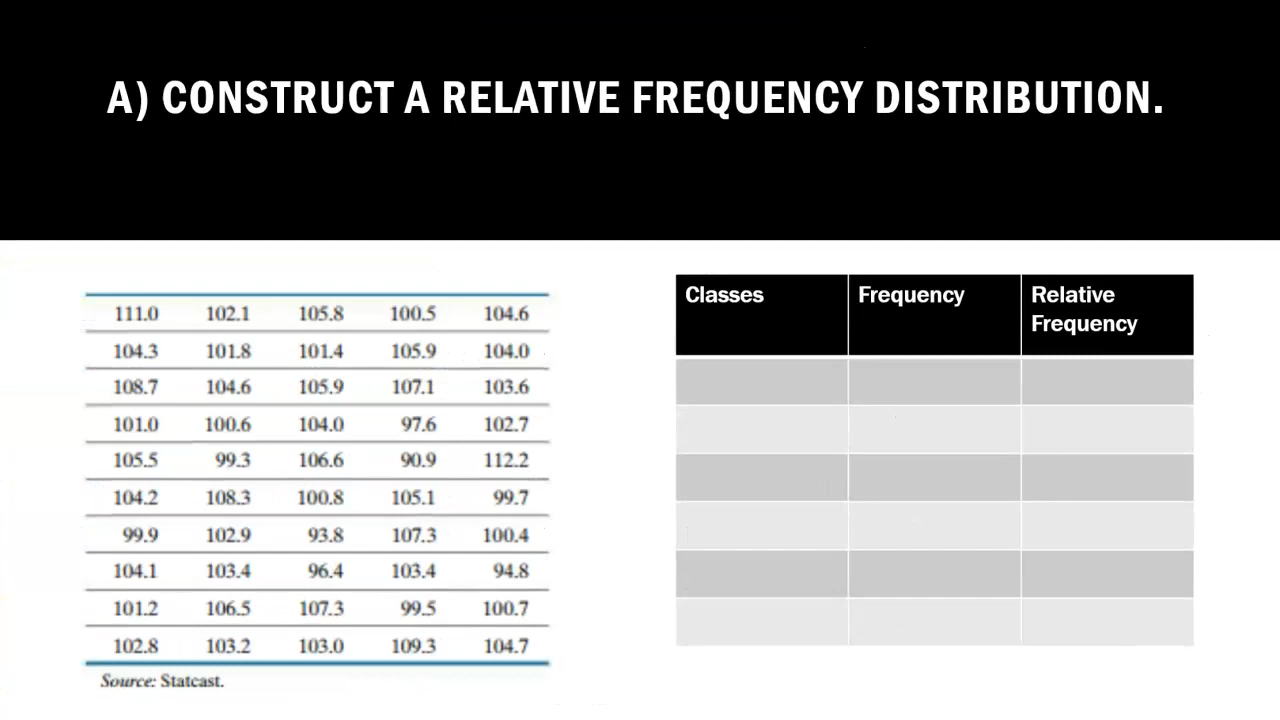 A) CONSTRUCT A RELATIVE FREQUENCY DISTRIBUTION.
111.0 102.1 105.8 100.5 104.6
104.3 101.8 101.4 105.9 104.0
108.7 104.6 105.9 107.1 103.6
101.0 100.6 104.0 97.6 102.7
105.5 99.3 106.6 90.9 112.2
104.2 108.3 100.8 105.1 99.7
99.9 102.9 93.8 107.3 100.4
104.1 103.4 96.4 103.4 94.8
101.2 106.5 107.3 99.5 100.7
102.8 103.2 103.0 109.3 104.7
Source: Statcast.
Classes Frequency Relative
Frequency